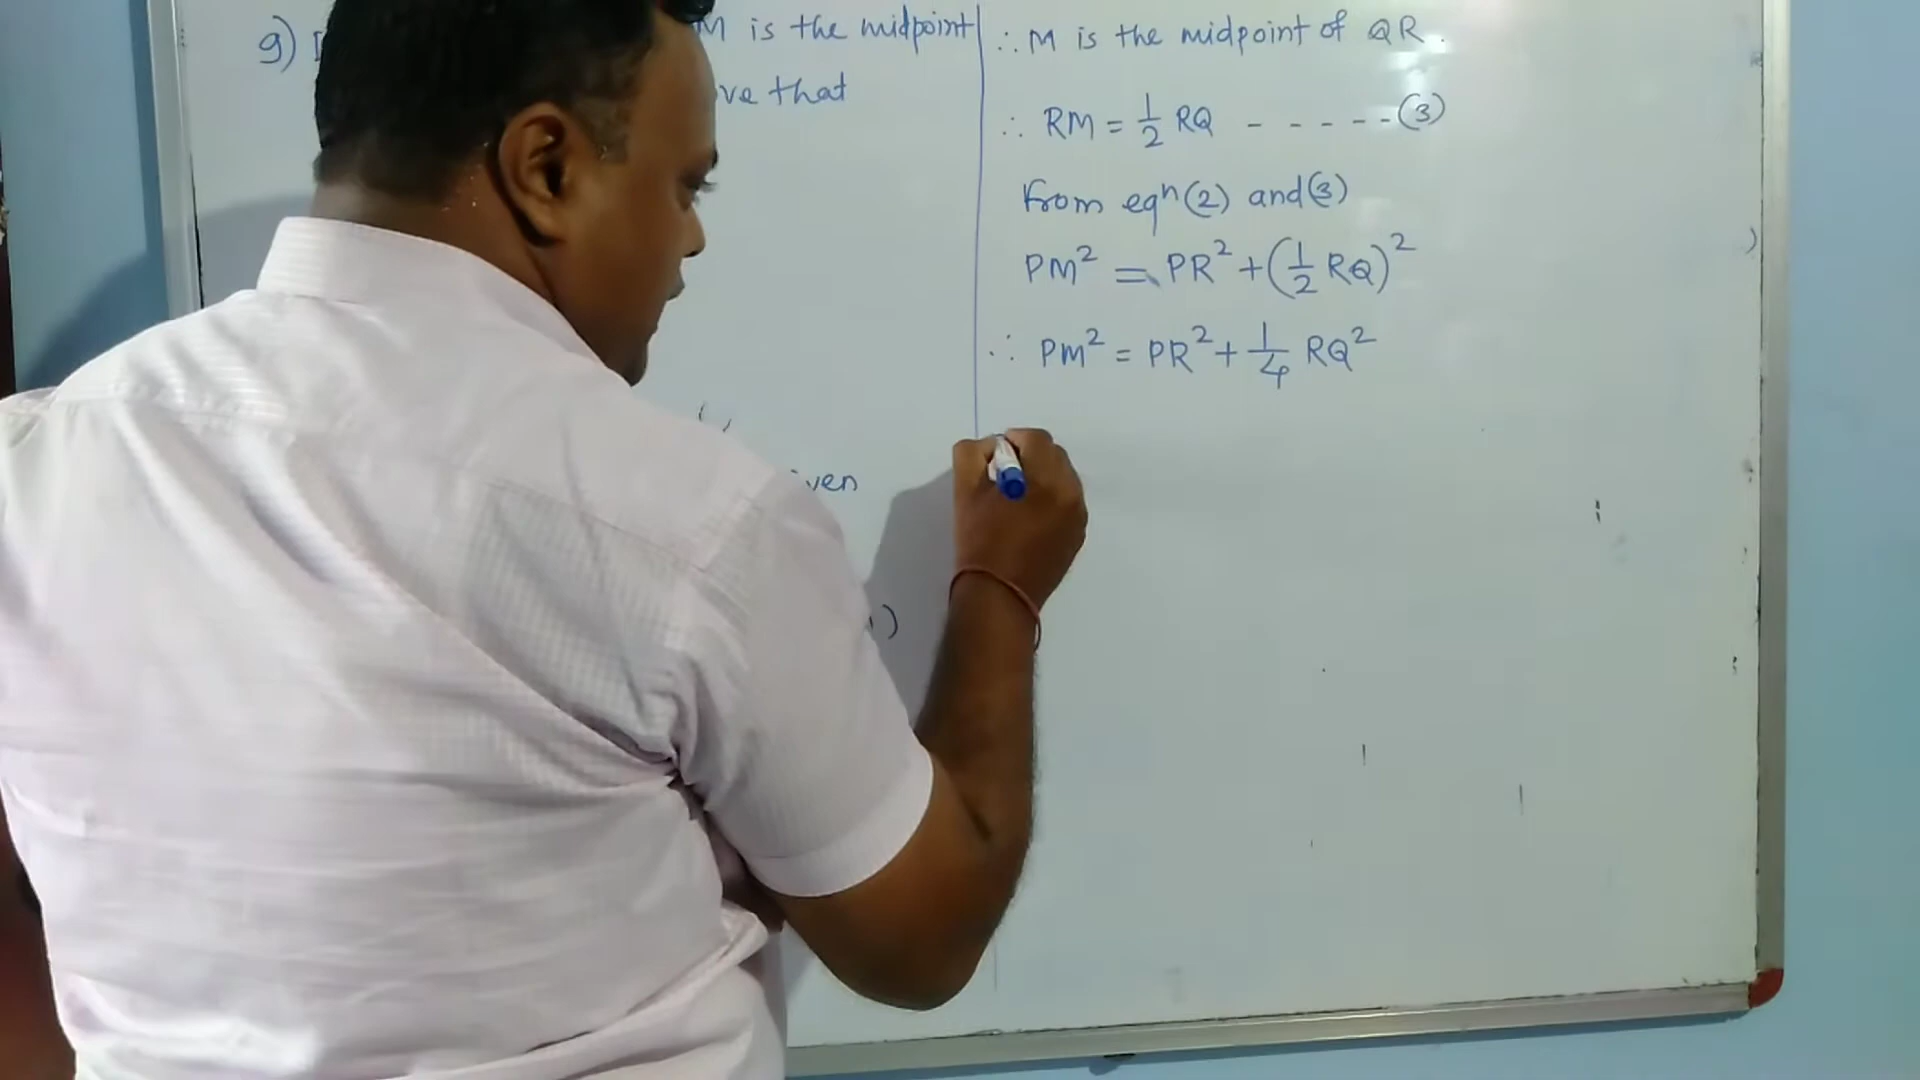 9)
M is the midpoint
ve that
ven
1)
∴ M is the midpoint of QR.
∴ RM = 1/2 RQ - - - - - (3)
From eqⁿ (2) and (3)
PM² = PR² + (1/2 RQ)²
∴ PM² = PR² + 1/4 RQ²